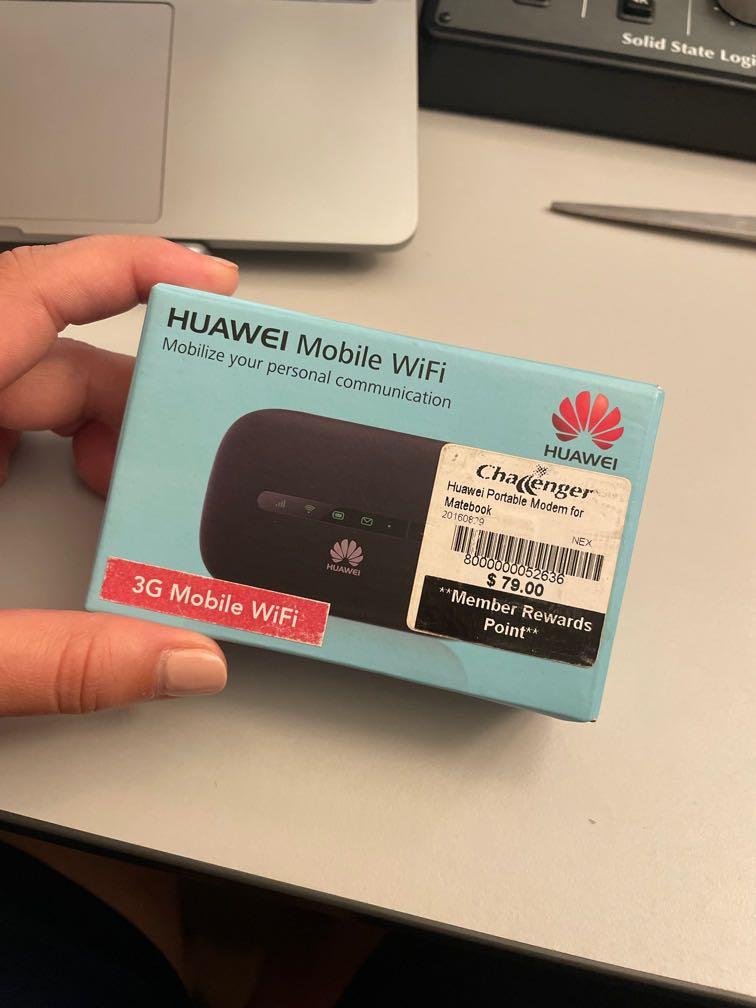 Solid State Logi
HUAWEI Mobile WiFi
Mobilize your personal communication
HUAWEI
HUAWEI
3G Mobile WiFi
Challenger
Huawei Portable Modem for
Matebook
NEX
8000000052636
$ 79.00
**Member Rewards
Point**